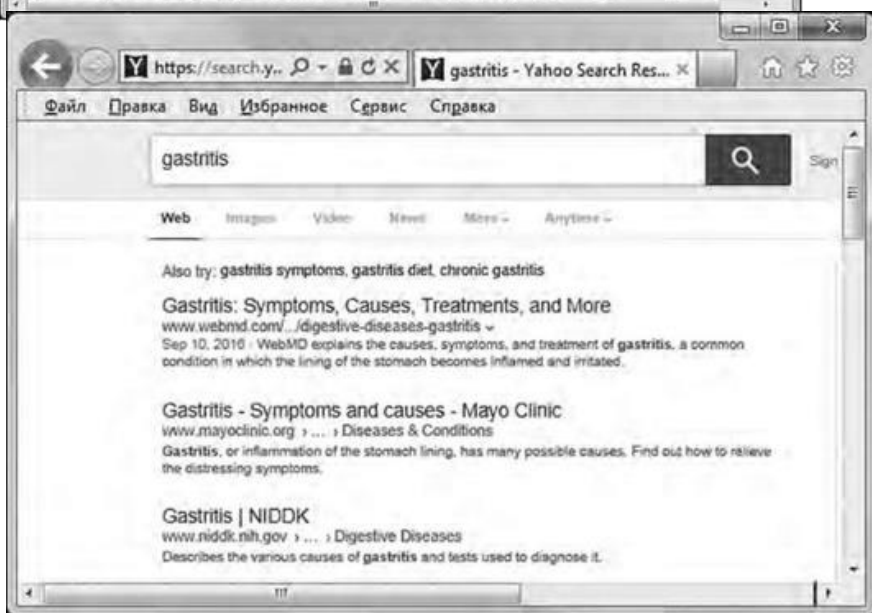 https://search.y..
gastritis - Yahoo Search Res...
Файл Правка Вид Избранное Сервис Справка
gastritis
Sign
Web Images Video News More Anytime
Also try: gastritis symptoms, gastritis diet, chronic gastritis
Gastritis: Symptoms, Causes, Treatments, and More
www.webmd.com/.../digestive-diseases-gastritis
Sep 10, 2016 · WebMD explains the causes, symptoms, and treatment of gastritis, a common
condition in which the lining of the stomach becomes inflamed and irritated.
Gastritis - Symptoms and causes - Mayo Clinic
www.mayoclinic.org › ... › Diseases & Conditions
Gastritis, or inflammation of the stomach lining, has many possible causes. Find out how to relieve
the distressing symptoms.
Gastritis | NIDDK
www.niddk.nih.gov › ... › Digestive Diseases
Describes the various causes of gastritis and tests used to diagnose it.